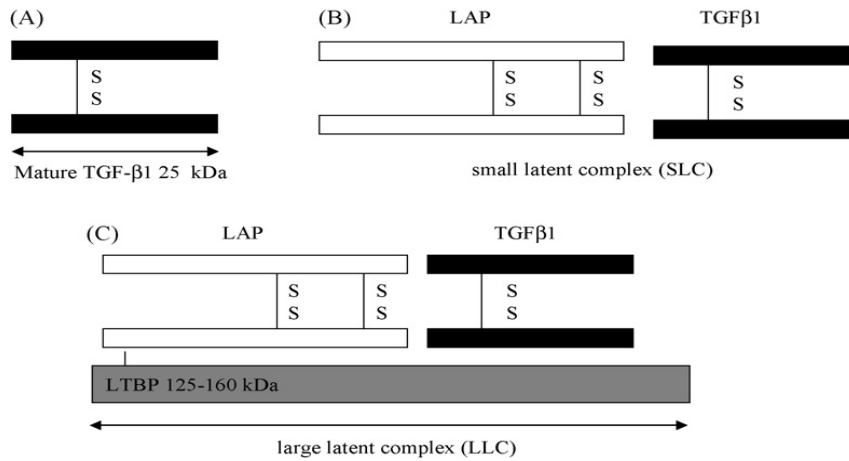 (A)
S
S
Mature TGF-β1 25 kDa
(B)
LAP
TGFβ1
S S
S S
S
S
small latent complex (SLC)
(C)
LAP
TGFβ1
S S
S S
S
S
LTBP 125-160 kDa
large latent complex (LLC)